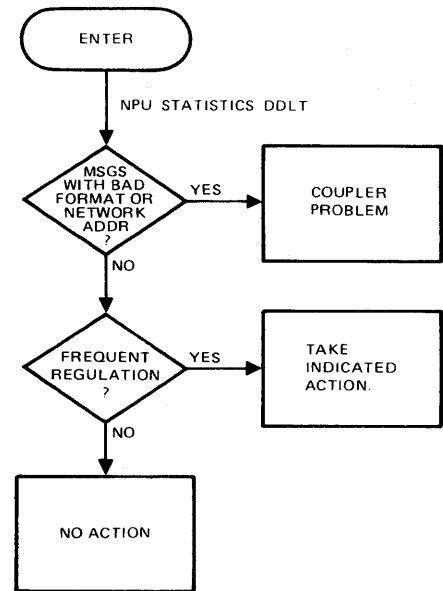 ENTER
NPU STATISTICS DDLT
MSGS
WITH BAD
FORMAT OR
NETWORK
ADDR
?
YES
COUPLER
PROBLEM
NO
FREQUENT
REGULATION
?
YES
TAKE
INDICATED
ACTION.
NO
NO ACTION